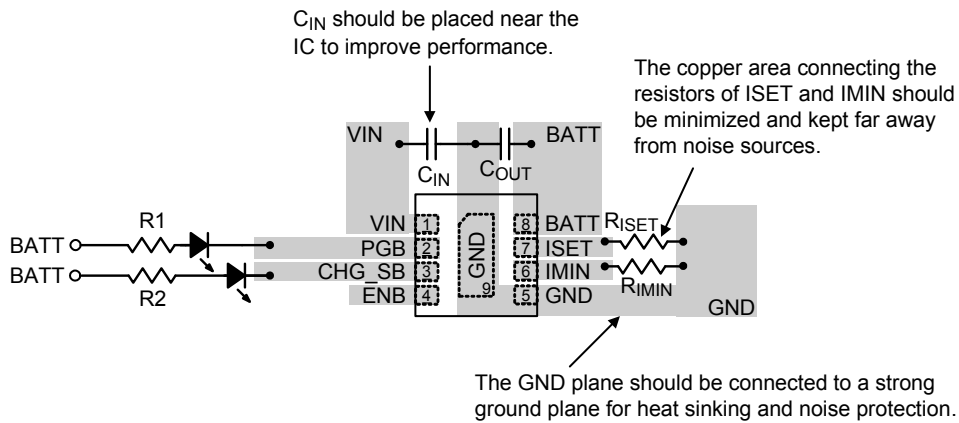 CIN should be placed near the
IC to improve performance.
The copper area connecting the
resistors of ISET and IMIN should
be minimized and kept far away
from noise sources.
VIN
BATT
CIN
COUT
R1
BATT
BATT
R2
VIN
PGB
CHG_SB
ENB
1
2
3
4
GND
9
8
7
6
5
BATT
ISET
IMIN
GND
RISET
RIMIN
GND
The GND plane should be connected to a strong
ground plane for heat sinking and noise protection.